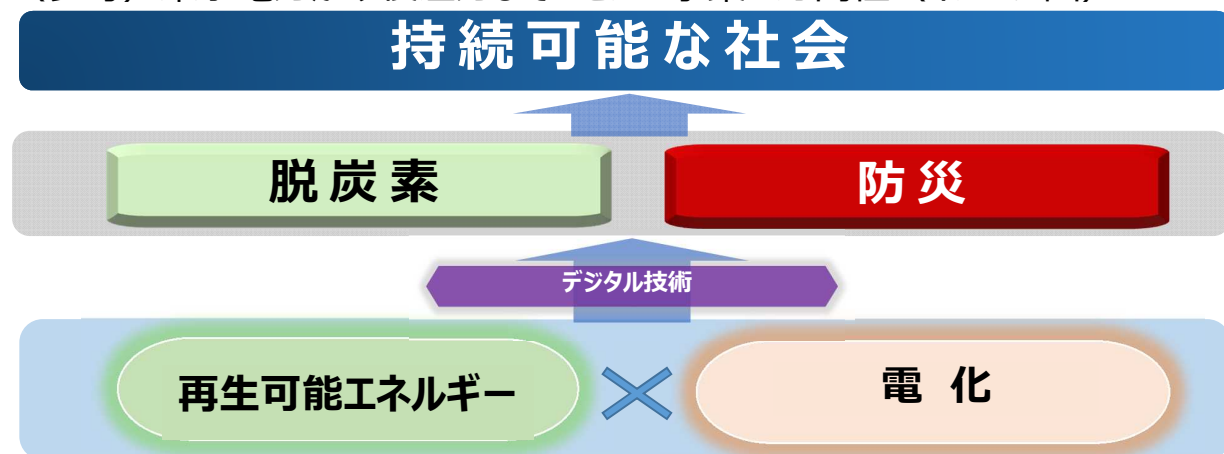 持続可能な社会
脱炭素
防災
デジタル技術
再生可能エネルギー
電化